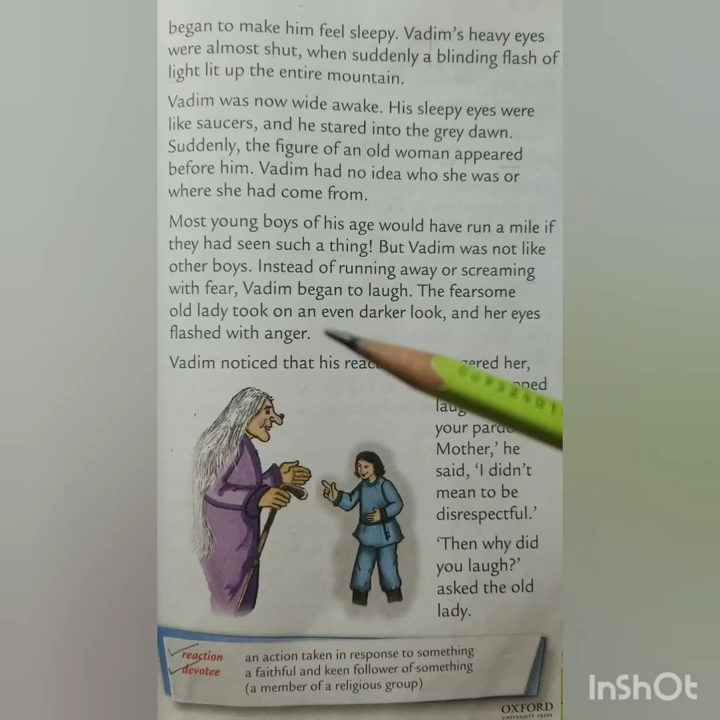 began to make him feel sleepy. Vadim's heavy eyes
were almost shut, when suddenly a blinding flash of
light lit up the entire mountain.
Vadim was now wide awake. His sleepy eyes were
like saucers, and he stared into the grey dawn.
Suddenly, the figure of an old woman appeared
before him. Vadim had no idea who she was or
where she had come from.
Most young boys of his age would have run a mile if
they had seen such a thing! But Vadim was not like
other boys. Instead of running away or screaming
with fear, Vadim began to laugh. The fearsome
old lady took on an even darker look, and her eyes
flashed with anger.
Vadim noticed that his her,
your
Mother,' he
said, 'I didn't
mean to be
disrespectful.'
'Then why did
you laugh?'
asked the old
lady.
reaction an action taken in response to something
devotee a faithful and keen follower of something
(a member of a religious group)
OXFORD
UNIVERSITY PRESS
InShOt